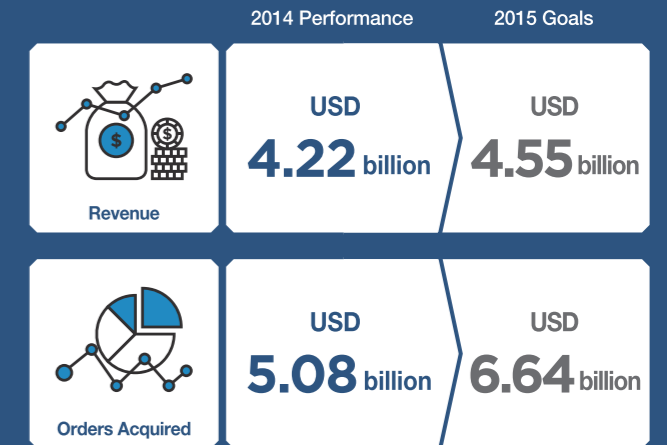 2014 Performance 2015 Goals
$
$
Revenue
USD
4.22 billion
USD
4.55 billion
Orders Acquired
USD
5.08 billion
USD
6.64 billion